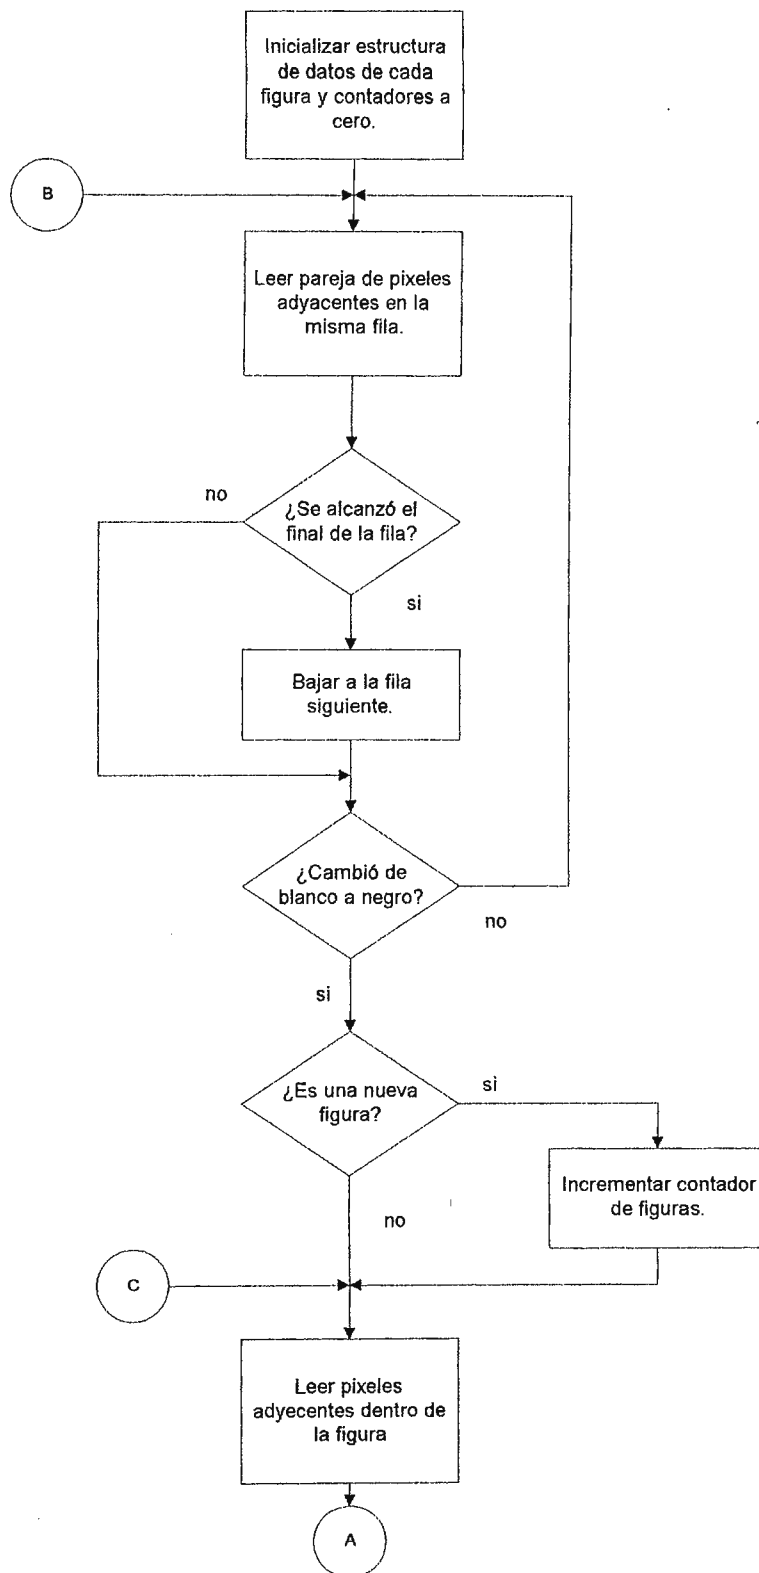 Inicializar estructura
de datos de cada
figura y contadores a
cero.
B
Leer pareja de pixeles
adyacentes en la
misma fila.
no
¿Se alcanzó el
final de la fila?
si
Bajar a la fila
siguiente.
¿Cambió de
blanco a negro?
no
si
¿Es una nueva
figura?
si
Incrementar contador
de figuras.
no
C
Leer pixeles
adyecentes dentro de
la figura
A